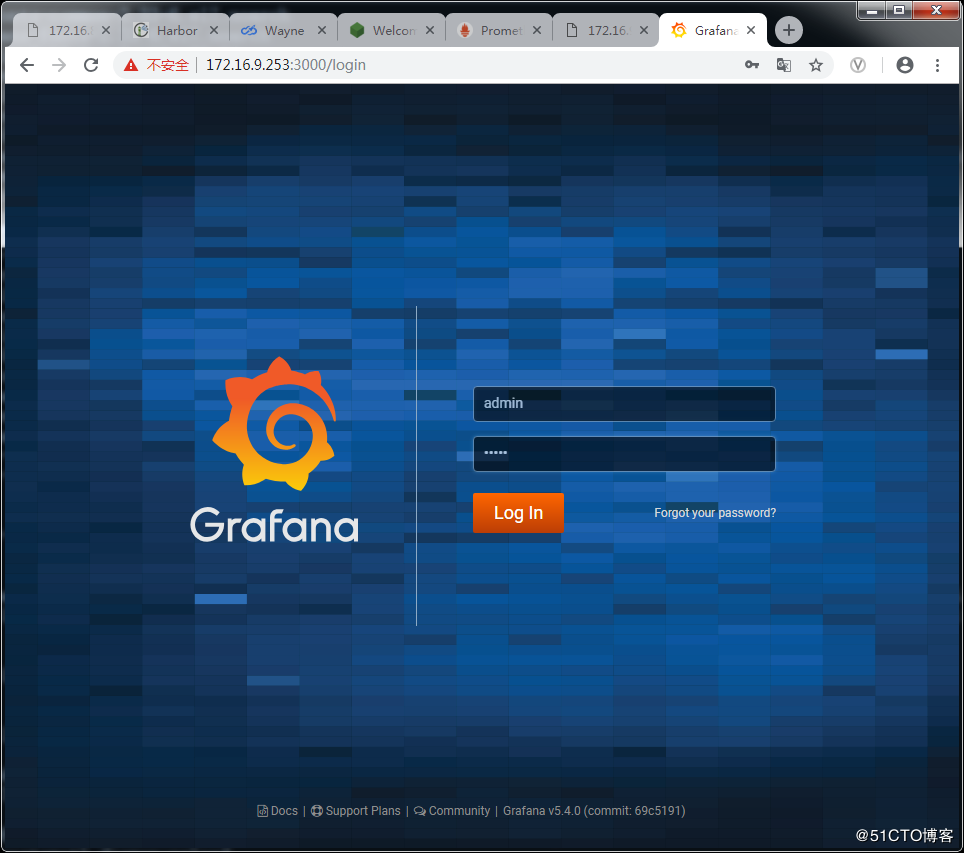 172.16.
Harbor
Wayne
Welcon
Promet
172.16.
Grafana
不安全
172.16.9.253:3000/login
admin
•••••
Log In
Forgot your password?
Grafana
Docs | Support Plans | Community | Grafana v5.4.0 (commit: 69c5191)
@51CTO博客